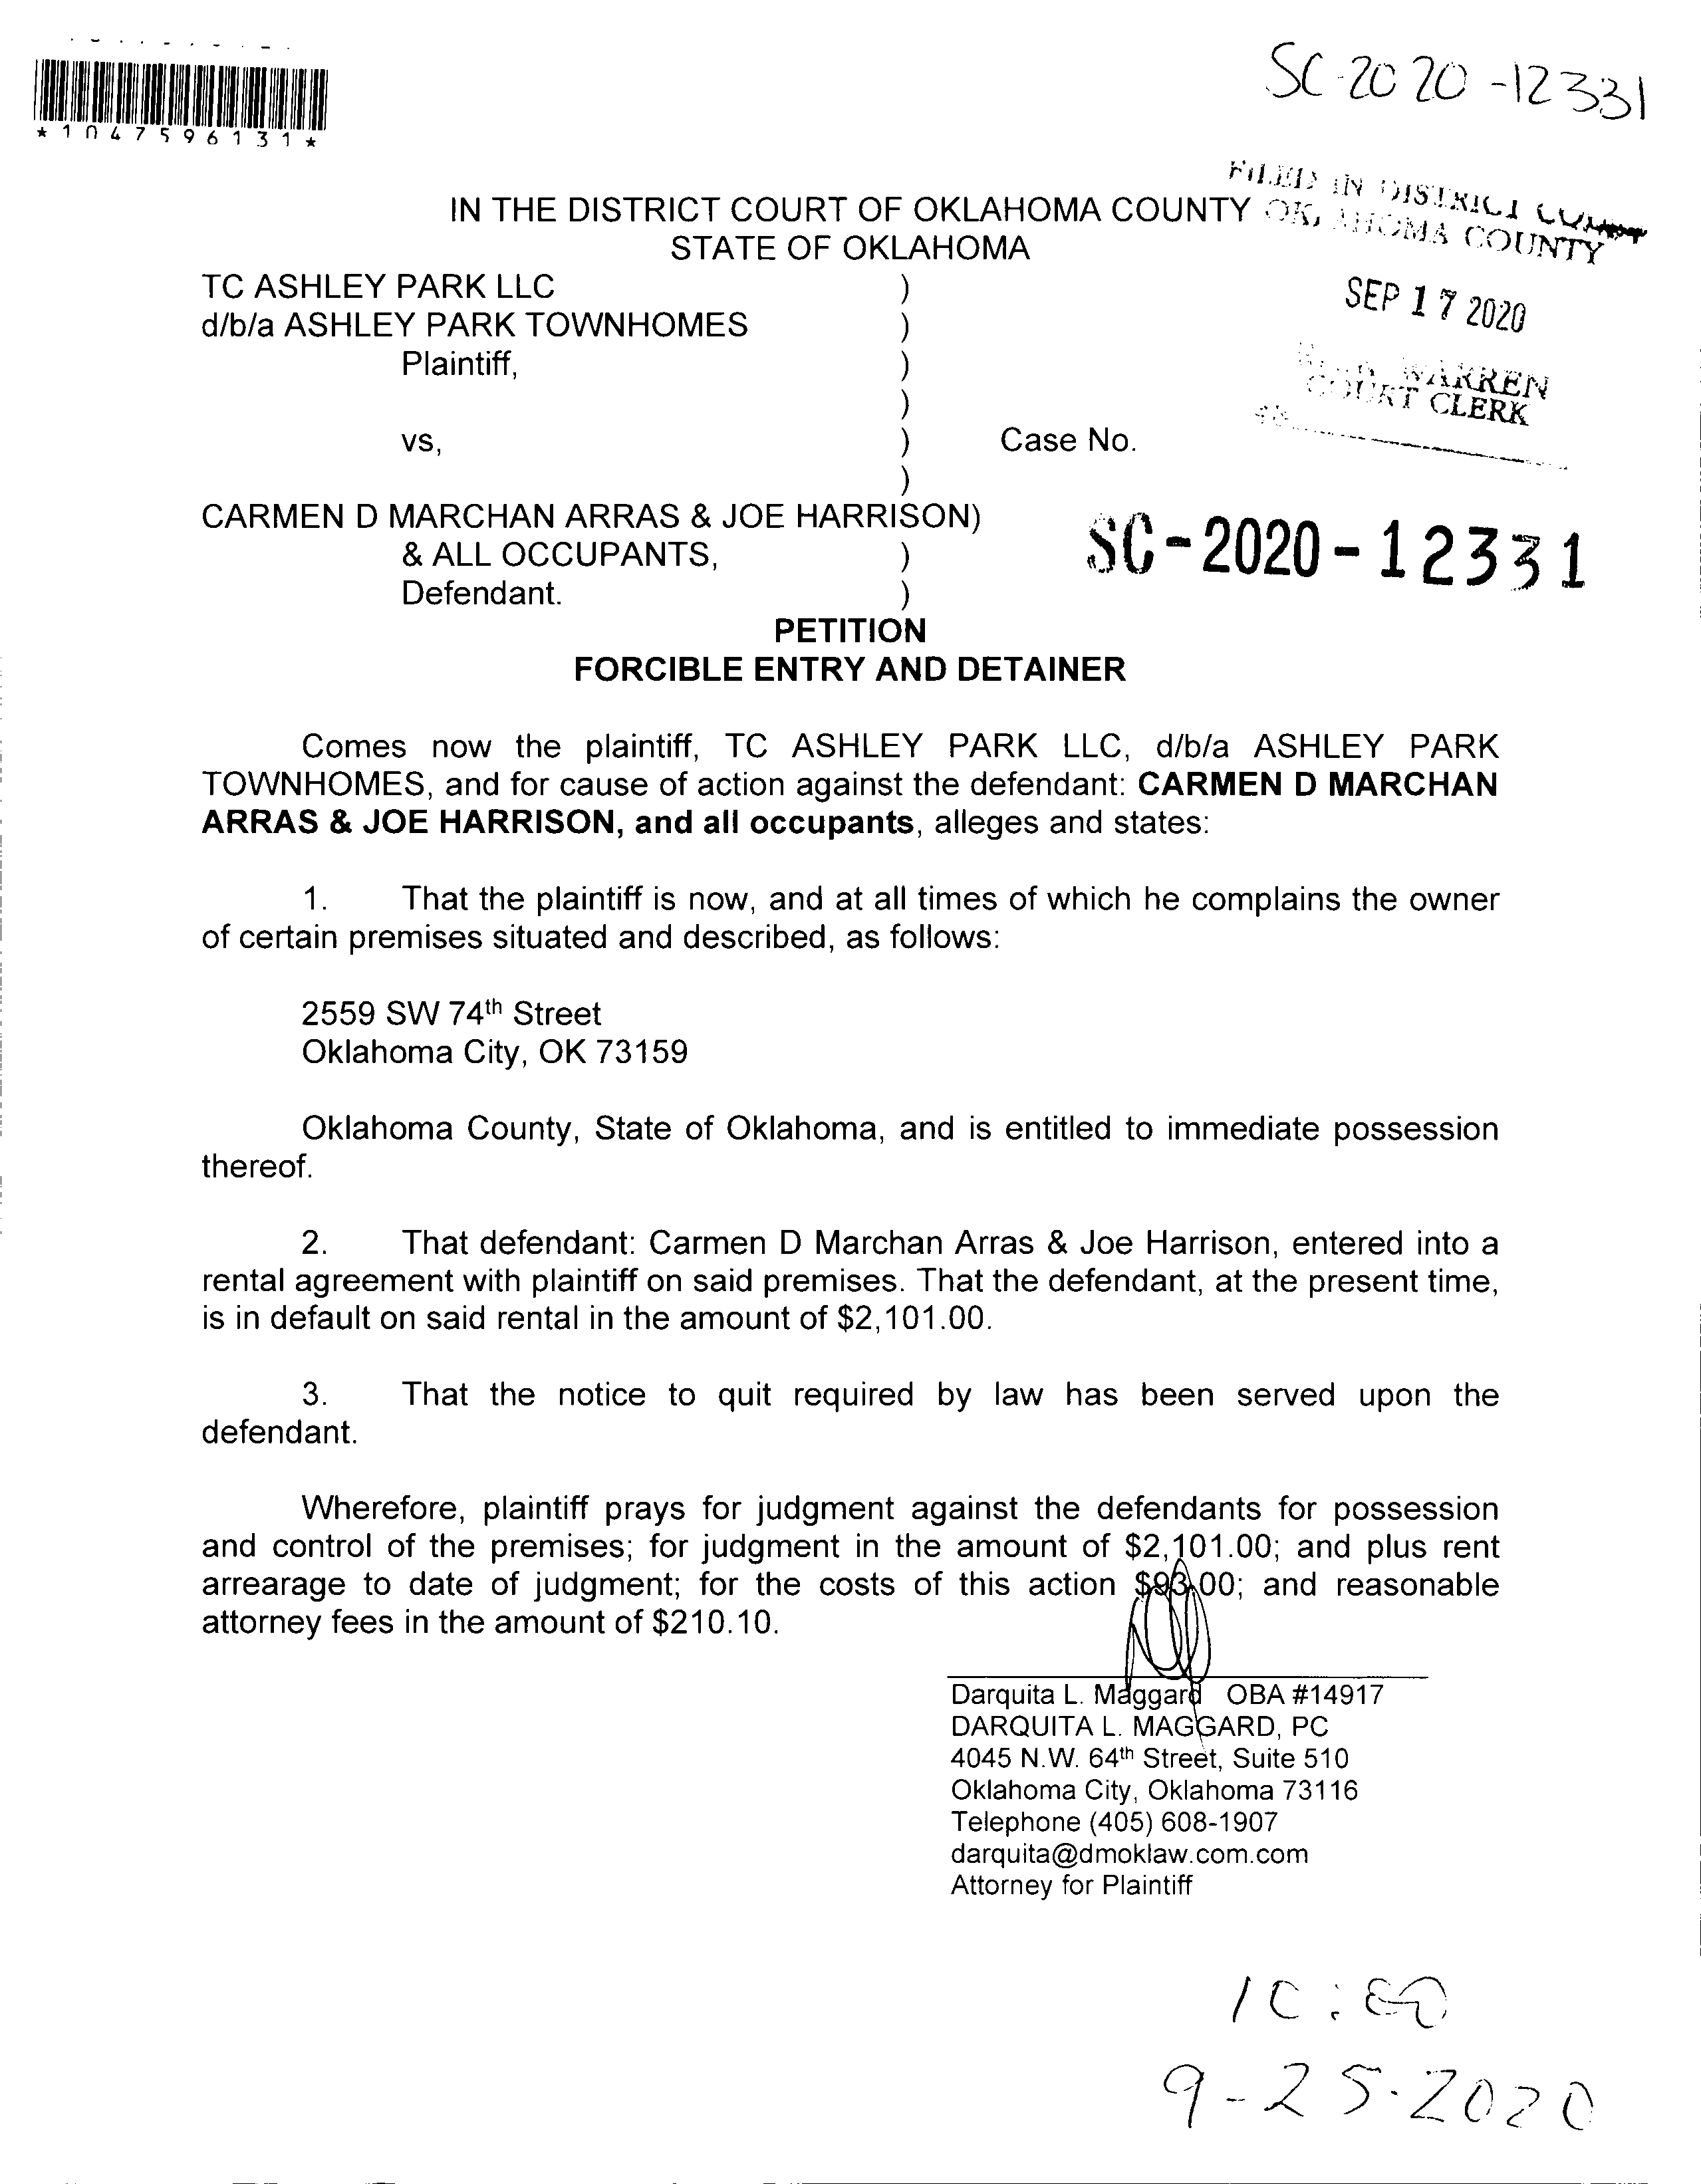 SC-2020-12331
*1047596131*
FILED IN DISTRICT COURT
OKLAHOMA COUNTY
IN THE DISTRICT COURT OF OKLAHOMA COUNTY
STATE OF OKLAHOMA
SEP 17 2020
WARREN
COURT CLERK
TC ASHLEY PARK LLC )
d/b/a ASHLEY PARK TOWNHOMES )
Plaintiff, )
)
vs, ) Case No.
)
CARMEN D MARCHAN ARRAS & JOE HARRISON)
& ALL OCCUPANTS, )
SC-2020-12331
Defendant. )
PETITION
FORCIBLE ENTRY AND DETAINER
Comes now the plaintiff, TC ASHLEY PARK LLC, d/b/a ASHLEY PARK
TOWNHOMES, and for cause of action against the defendant: CARMEN D MARCHAN
ARRAS & JOE HARRISON, and all occupants, alleges and states:
1. That the plaintiff is now, and at all times of which he complains the owner
of certain premises situated and described, as follows:
2559 SW 74th Street
Oklahoma City, OK 73159
Oklahoma County, State of Oklahoma, and is entitled to immediate possession
thereof.
2. That defendant: Carmen D Marchan Arras & Joe Harrison, entered into a
rental agreement with plaintiff on said premises. That the defendant, at the present time,
is in default on said rental in the amount of $2,101.00.
3. That the notice to quit required by law has been served upon the
defendant.
Wherefore, plaintiff prays for judgment against the defendants for possession
and control of the premises; for judgment in the amount of $2,101.00; and plus rent
arrearage to date of judgment; for the costs of this action $93.00; and reasonable
attorney fees in the amount of $210.10.
Darquita L. Maggard OBA #14917
DARQUITA L. MAGGARD, PC
4045 N.W. 64th Street, Suite 510
Oklahoma City, Oklahoma 73116
Telephone (405) 608-1907
darquita@dmoklaw.com.com
Attorney for Plaintiff
9-25-2020